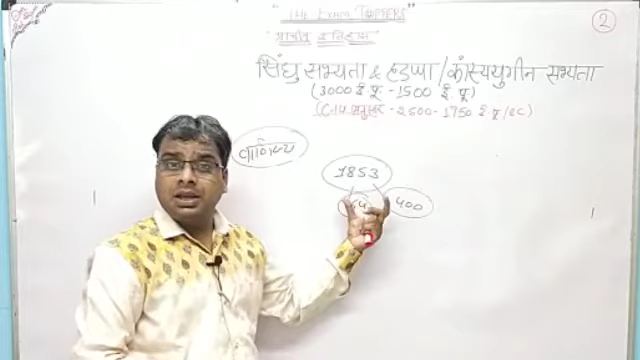 "THE EXAM TOPPERS"
2
"प्राचीन इतिहास"
सिंधु सभ्यता & हडप्पा/कांस्ययुगीन सभ्यता
(3000 ई.पू. - 1500 ई.पू.)
(C-14 अनुसार - 2500 - 1750 ई.पू/BC)
1853
400